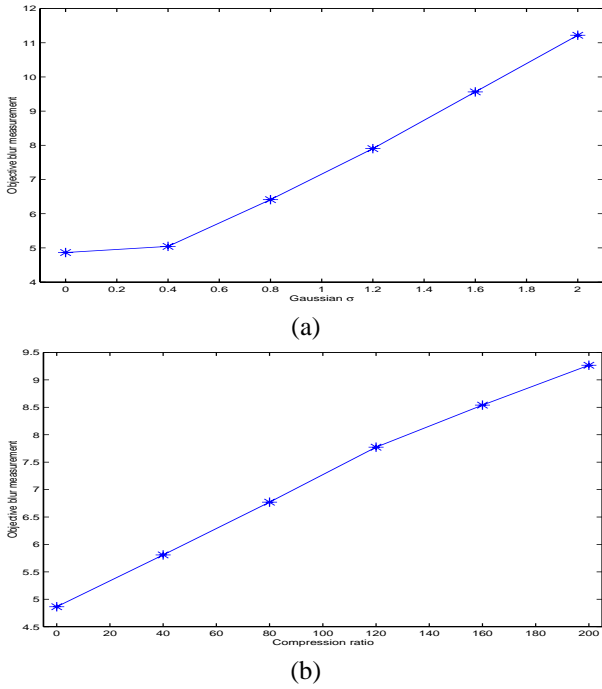 12
11
10
9
8
7
6
5
4
Objective blur measurement
0 0.2 0.4 0.6 0.8 1 1.2 1.4 1.6 1.8 2
Gaussian σ
(a)
9.5
9
8.5
8
7.5
7
6.5
6
5.5
5
4.5
Objective blur measurement
0 20 40 60 80 100 120 140 160 180 200
Compression ratio
(b)